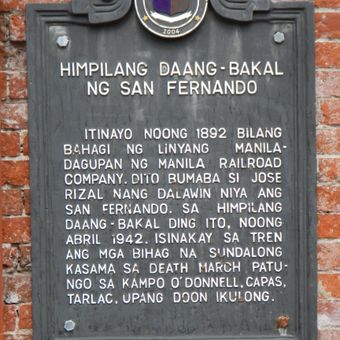 2004
HIMPILANG DAANG-BAKAL
NG SAN FERNANDO
ITINAYO NOONG 1892 BILANG
BAHAGI NG LINYANG MANILA-
DAGUPAN NG MANILA RAILROAD
COMPANY. DITO BUMABA SI JOSE
RIZAL NANG DALAWIN NIYA ANG
SAN FERNANDO. SA HIMPILANG
DAANG-BAKAL DING ITO, NOONG
ABRIL 1942. ISINAKAY SA TREN
ANG MGA BIHAG NA SUNDALONG
KASAMA SA DEATH MARCH PATU-
NGO SA KAMPO O'DONNELL, CAPAS,
TARLAC, UPANG DOON IKULONG.